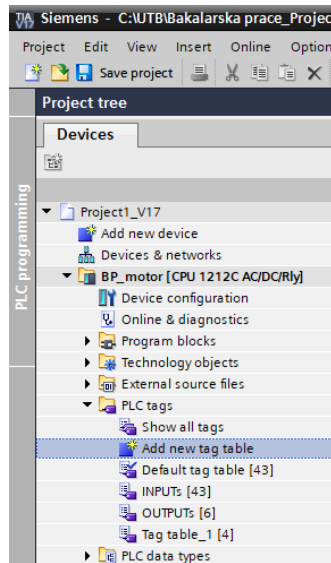 Siemens - C:\UTB\Bakalarska prace_Projec
Project Edit View Insert Online Option
Save project
Project tree
Devices
PLC programming
Project1_V17
Add new device
Devices & networks
BP_motor [CPU 1212C AC/DC/Rly]
Device configuration
Online & diagnostics
Program blocks
Technology objects
External source files
PLC tags
Show all tags
Add new tag table
Default tag table [43]
INPUTs [43]
OUTPUTs [6]
Tag table_1 [4]
PLC data types